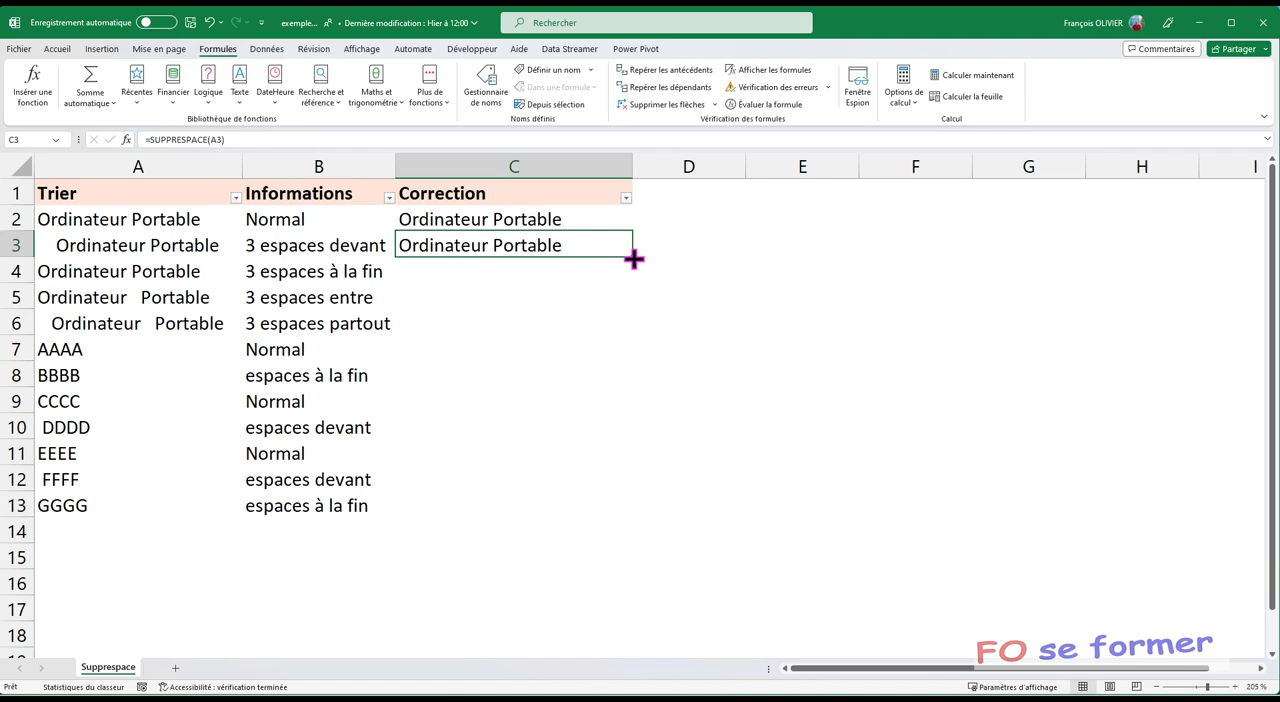 Enregistrement automatique exemple... • Dernière modification : Hier à 12:00 Rechercher François OLIVIER
Fichier Accueil Insertion Mise en page Formules Données Révision Affichage Automate Développeur Aide Data Streamer Power Pivot Commentaires Partager
Insérer une fonction
Somme automatique
Récentes
Financier
Logique
Texte
DateHeure
Recherche et référence
Maths et trigonométrie
Plus de fonctions
Bibliothèque de fonctions
Gestionnaire de noms
Définir un nom
Dans une formule
Depuis sélection
Noms définis
Repérer les antécédents
Repérer les dépendants
Supprimer les flèches
Afficher les formules
Vérification des erreurs
Évaluer la formule
Vérification des formules
Fenêtre Espion
Options de calcul
Calculer maintenant
Calculer la feuille
Calcul
C3 fx =SUPPRESPACE(A3)
A B C D E F G H I
1 Trier Informations Correction
2 Ordinateur Portable Normal Ordinateur Portable
3    Ordinateur Portable 3 espaces devant Ordinateur Portable
4 Ordinateur Portable 3 espaces à la fin
5 Ordinateur   Portable 3 espaces entre
6    Ordinateur   Portable 3 espaces partout
7 AAAA Normal
8 BBBB espaces à la fin
9 CCCC Normal
10 DDDD espaces devant
11 EEEE Normal
12 FFFF espaces devant
13 GGGG espaces à la fin
14
15
16
17
18
FO se former
Supprespace
Prêt Statistiques du classeur Accessibilité : vérification terminée Paramètres d'affichage 205 %